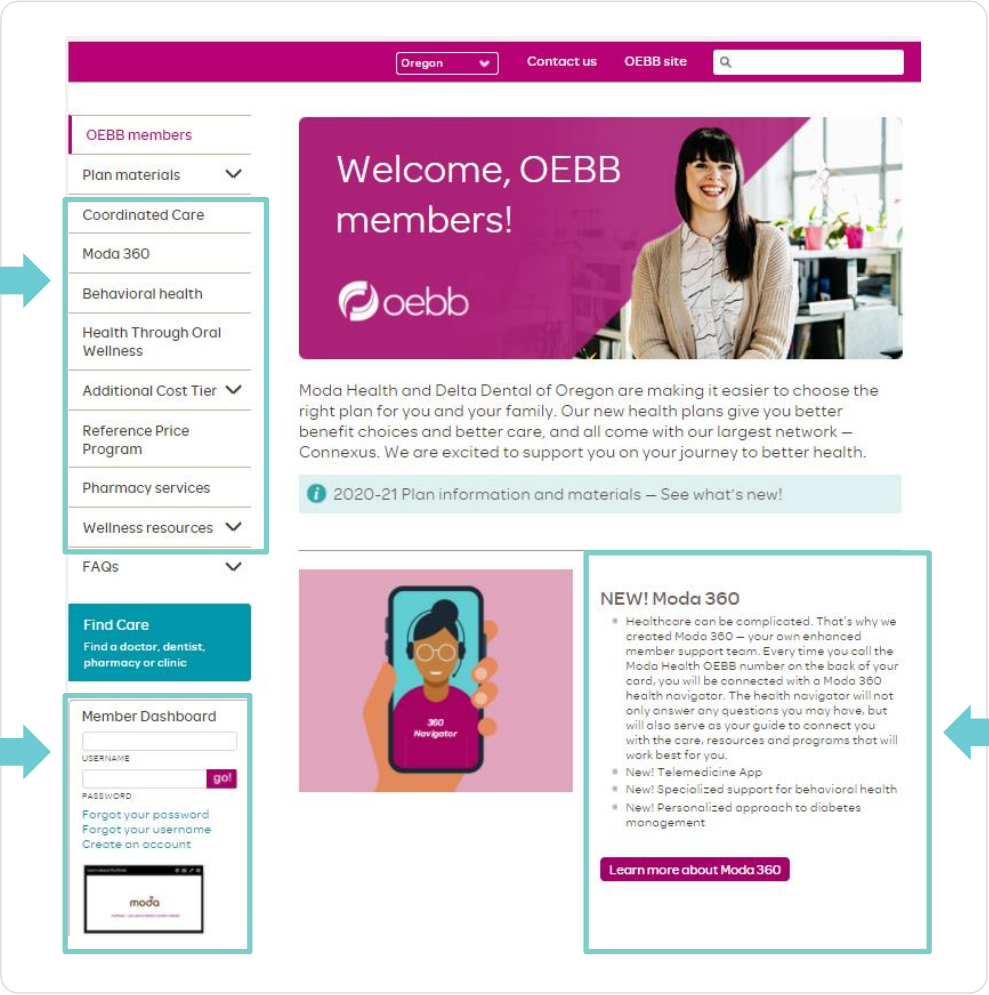 Oregon
Contact us
OEBB site
OEBB members
Plan materials
Coordinated Care
Moda 360
Behavioral health
Health Through Oral
Wellness
Additional Cost Tier
Reference Price
Program
Pharmacy services
Wellness resources
FAQs
Find Care
Find a doctor, dentist,
pharmacy or clinic
Member Dashboard
USERNAME
go!
PASSWORD
Forgot your password
Forgot your username
Create an account
moda
Welcome, OEBB
members!
oebb
Moda Health and Delta Dental of Oregon are making it easier to choose the
right plan for you and your family. Our new health plans give you better
benefit choices and better care, and all come with our largest network —
Connexus. We are excited to support you on your journey to better health.
i 2020-21 Plan information and materials — See what's new!
360
Navigator
NEW! Moda 360
Healthcare can be complicated. That's why we
created Moda 360 — your own enhanced
member support team. Every time you call the
Moda Health OEBB number on the back of your
card, you will be connected with a Moda 360
health navigator. The health navigator will not
only answer any questions you may have, but
will also serve as your guide to connect you
with the care, resources and programs that will
work best for you.
New! Telemedicine App
New! Specialized support for behavioral health
New! Personalized approach to diabetes
management
Learn more about Moda 360